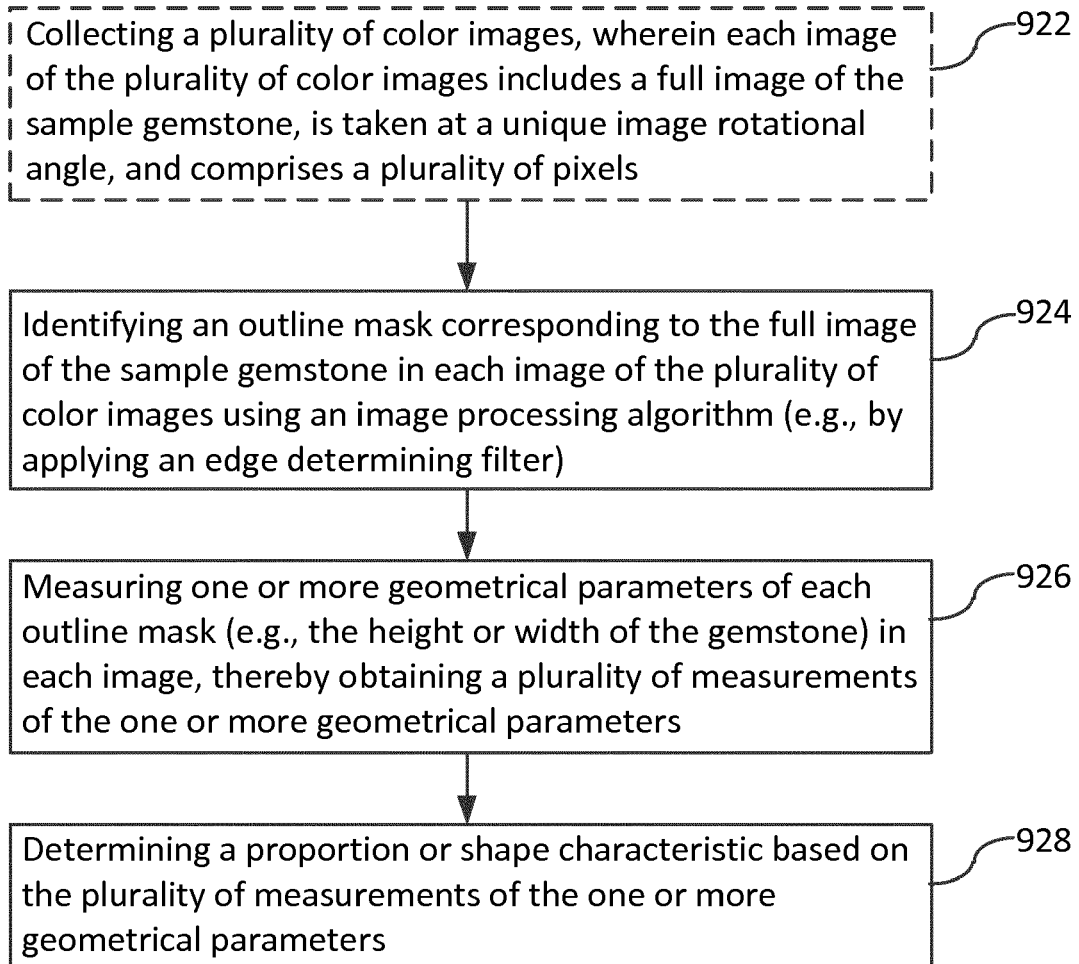 Collecting a plurality of color images, wherein each image
of the plurality of color images includes a full image of the
sample gemstone, is taken at a unique image rotational
angle, and comprises a plurality of pixels
922
Identifying an outline mask corresponding to the full image
of the sample gemstone in each image of the plurality of
color images using an image processing algorithm (e.g., by
applying an edge determining filter)
924
Measuring one or more geometrical parameters of each
outline mask (e.g., the height or width of the gemstone) in
each image, thereby obtaining a plurality of measurements
of the one or more geometrical parameters
926
Determining a proportion or shape characteristic based on
the plurality of measurements of the one or more
geometrical parameters
928